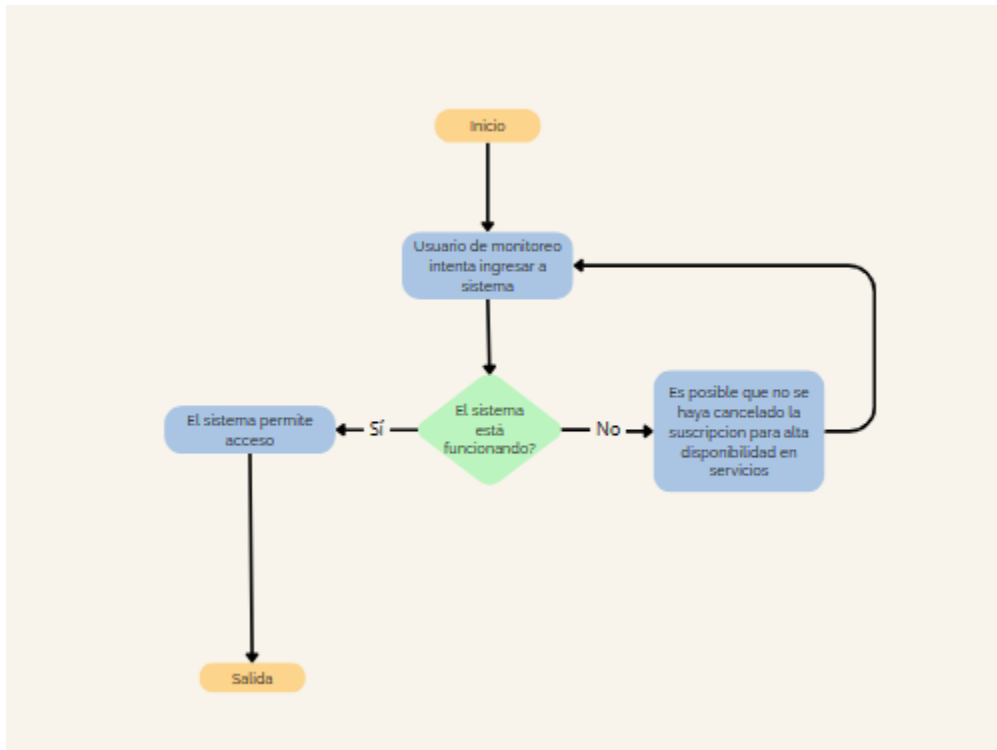 Inicio
Usuario de monitoreo
intenta ingresar a
sistema
El sistema
está
funcionando?
Sí
No
El sistema permite
acceso
Es posible que no se
haya cancelado la
suscripcion para alta
disponibilidad en
servicios
Salida